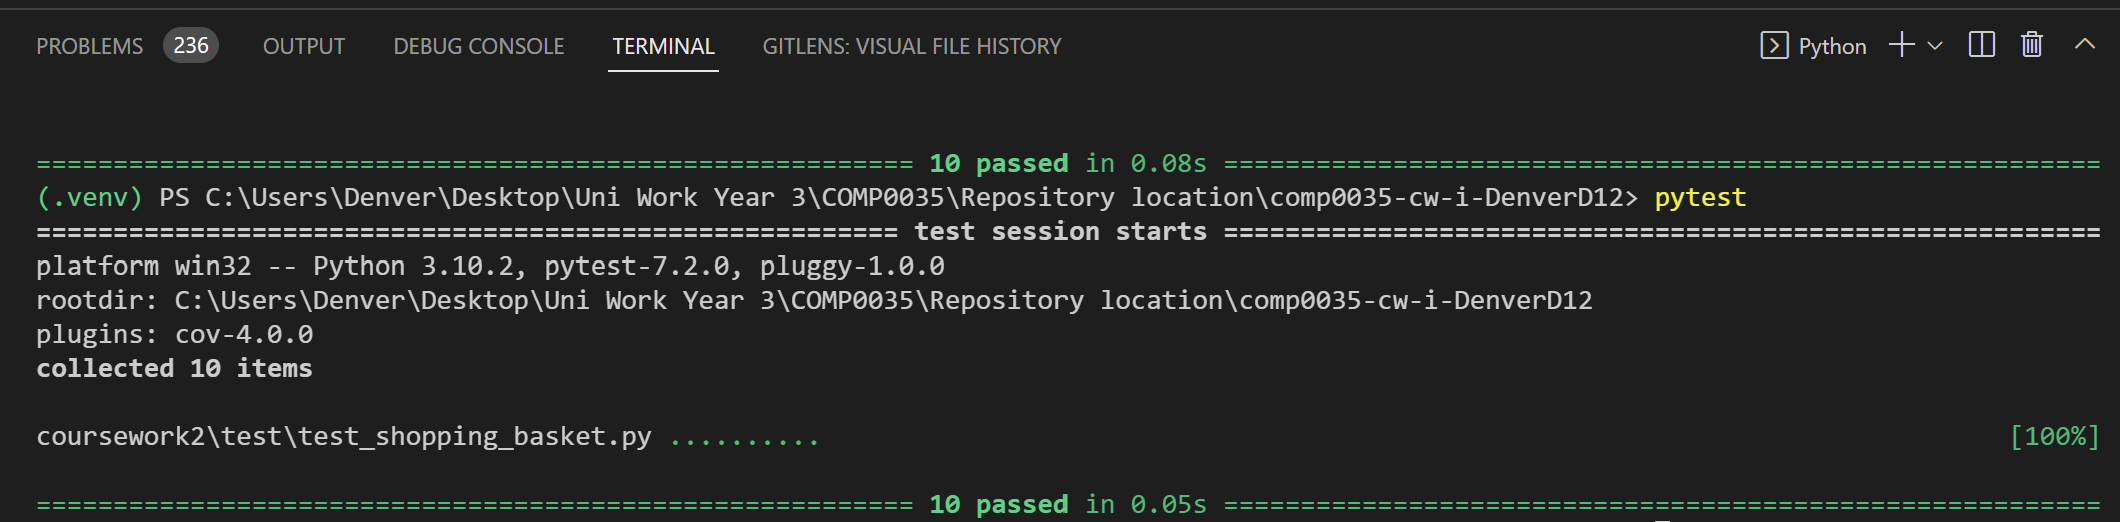 PROBLEMS 236 OUTPUT DEBUG CONSOLE TERMINAL GITLENS: VISUAL FILE HISTORY Python
========================================================= 10 passed in 0.08s =========================================================
(.venv) PS C:\Users\Denver\Desktop\Uni Work Year 3\COMP0035\Repository location\comp0035-cw-i-DenverD12> pytest
======================================================== test session starts =========================================================
platform win32 -- Python 3.10.2, pytest-7.2.0, pluggy-1.0.0
rootdir: C:\Users\Denver\Desktop\Uni Work Year 3\COMP0035\Repository location\comp0035-cw-i-DenverD12
plugins: cov-4.0.0
collected 10 items
coursework2\test\test_shopping_basket.py .......... [100%]
========================================================= 10 passed in 0.05s =========================================================